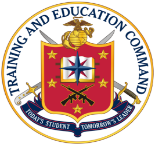 TRAINING AND EDUCATION COMMAND
TODAY'S STUDENT TOMORROW'S LEADER